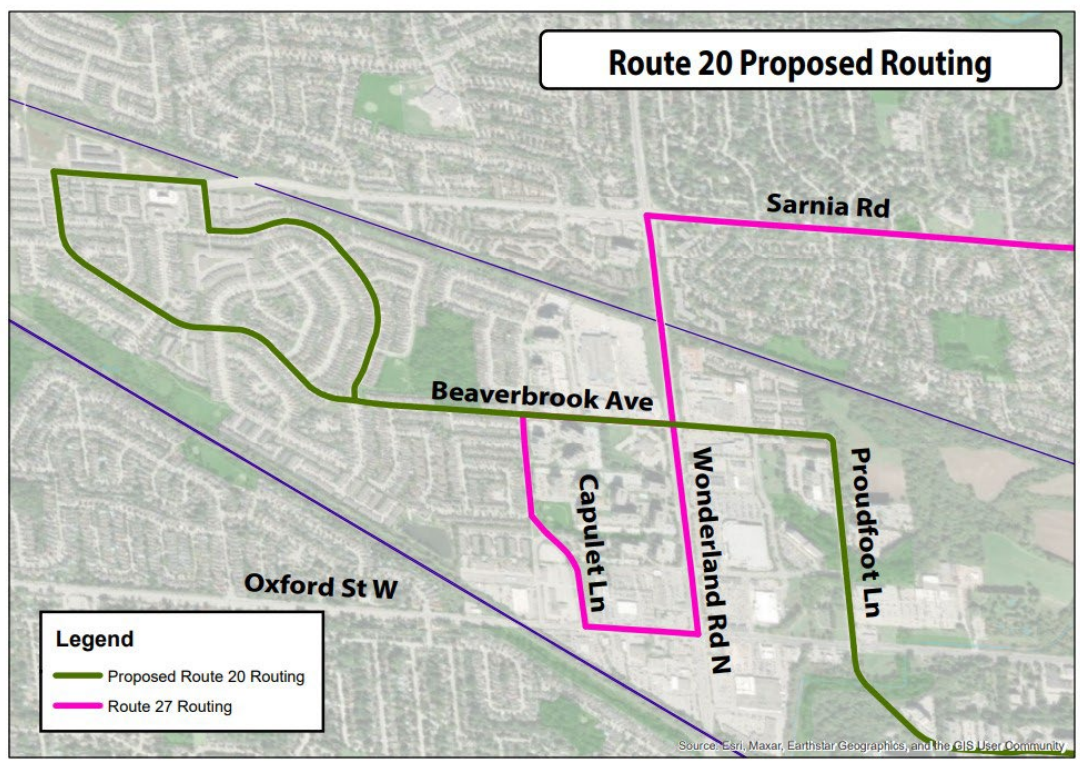 Route 20 Proposed Routing
Sarnia Rd
Beaverbrook Ave
Wonderland Rd N
Proudfoot Ln
Capulet Ln
Oxford St W
Legend
Proposed Route 20 Routing
Route 27 Routing
Source: Esri, Maxar, Earthstar Geographics, and the GIS User Community